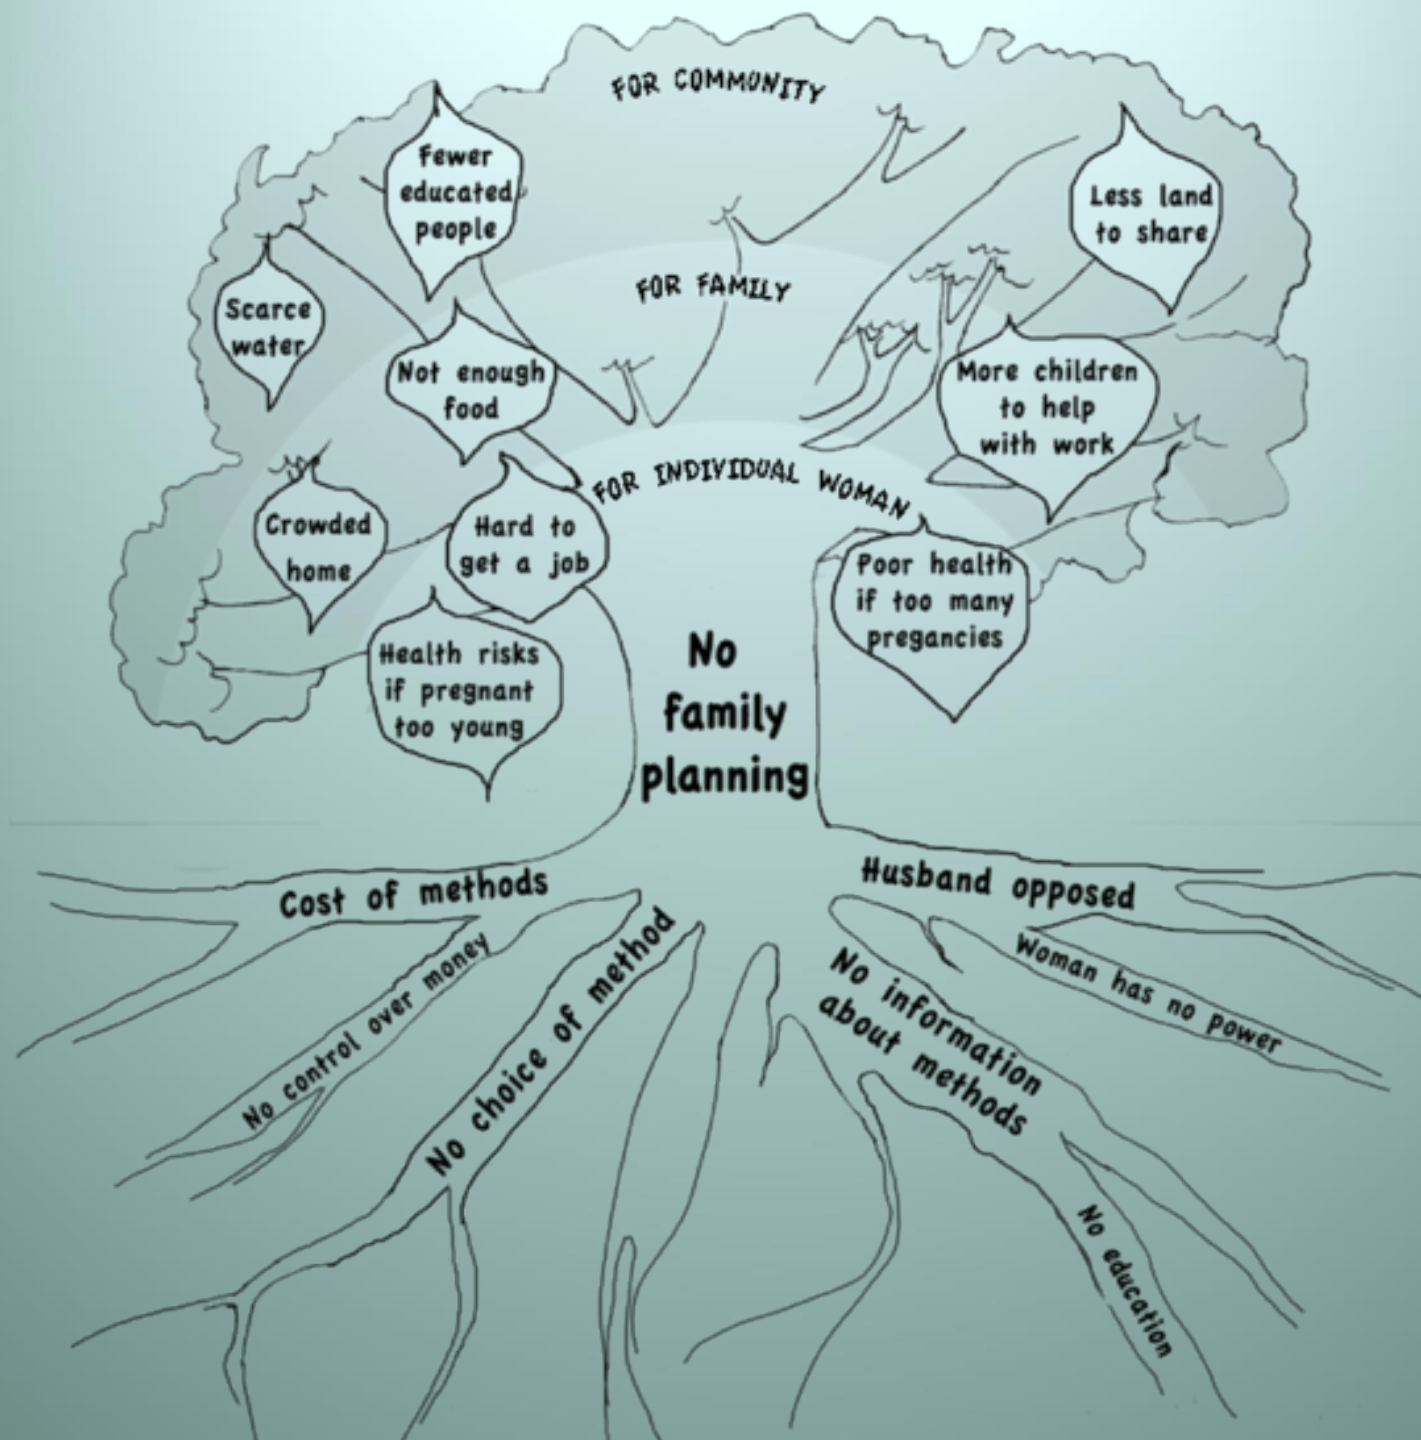 FOR COMMUNITY
Fewer
educated
people
Less land
to share
Scarce
water
FOR FAMILY
Not enough
food
More children
to help
with work
FOR INDIVIDUAL WOMAN
Crowded
home
Hard to
get a job
Poor health
if too many
pregancies
Health risks
if pregnant
too young
No
family
planning
Cost of methods
No control over money
No choice of method
Husband opposed
Woman has no power
No information
about methods
No education